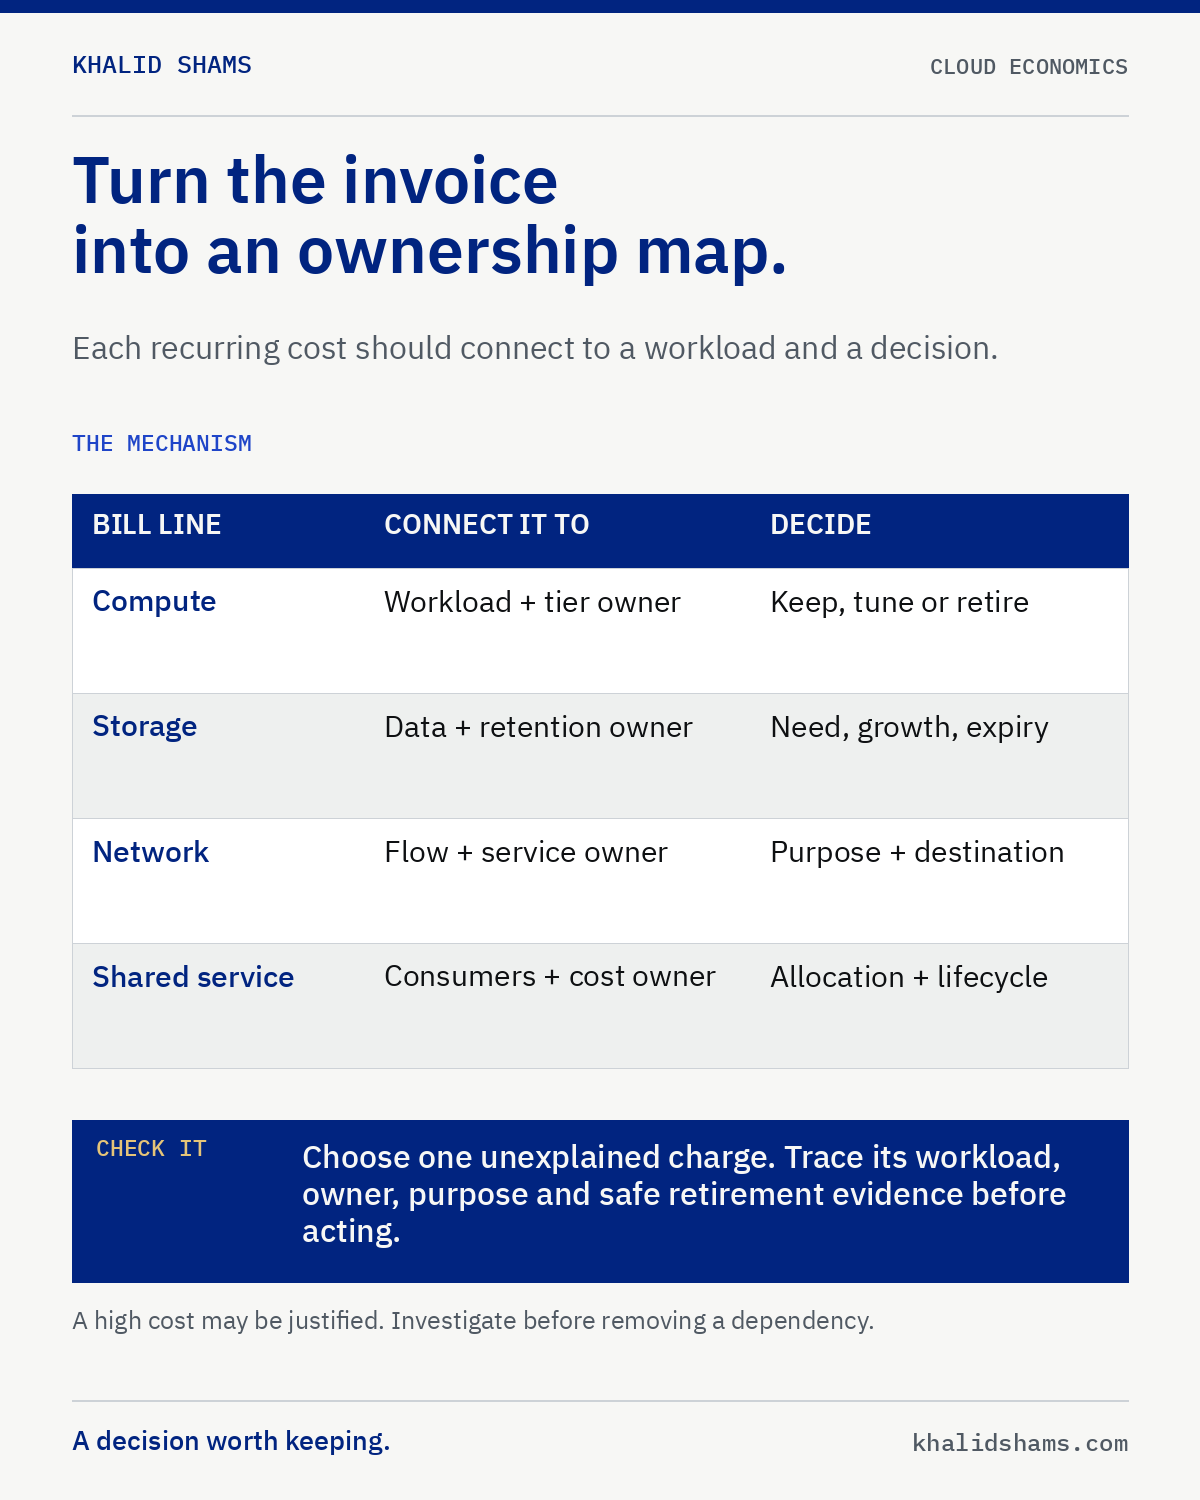 KHALID SHAMS
CLOUD ECONOMICS
Turn the invoice
into an ownership map.
Each recurring cost should connect to a workload and a decision.
THE MECHANISM
BILL LINE CONNECT IT TO DECIDE
Compute Workload + tier owner Keep, tune or retire
Storage Data + retention owner Need, growth, expiry
Network Flow + service owner Purpose + destination
Shared service Consumers + cost owner Allocation + lifecycle
CHECK IT
Choose one unexplained charge. Trace its workload,
owner, purpose and safe retirement evidence before
acting.
A high cost may be justified. Investigate before removing a dependency.
A decision worth keeping.
khalidshams.com